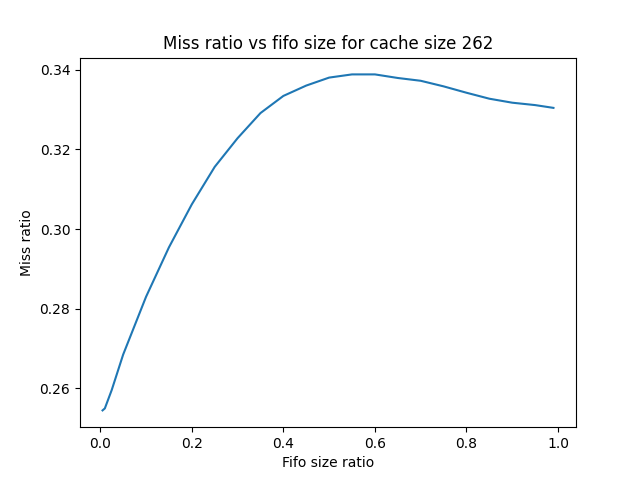 Miss ratio vs fifo size for cache size 262
0.34
0.32
0.30
0.28
0.26
Miss ratio
0.0 0.2 0.4 0.6 0.8 1.0
Fifo size ratio